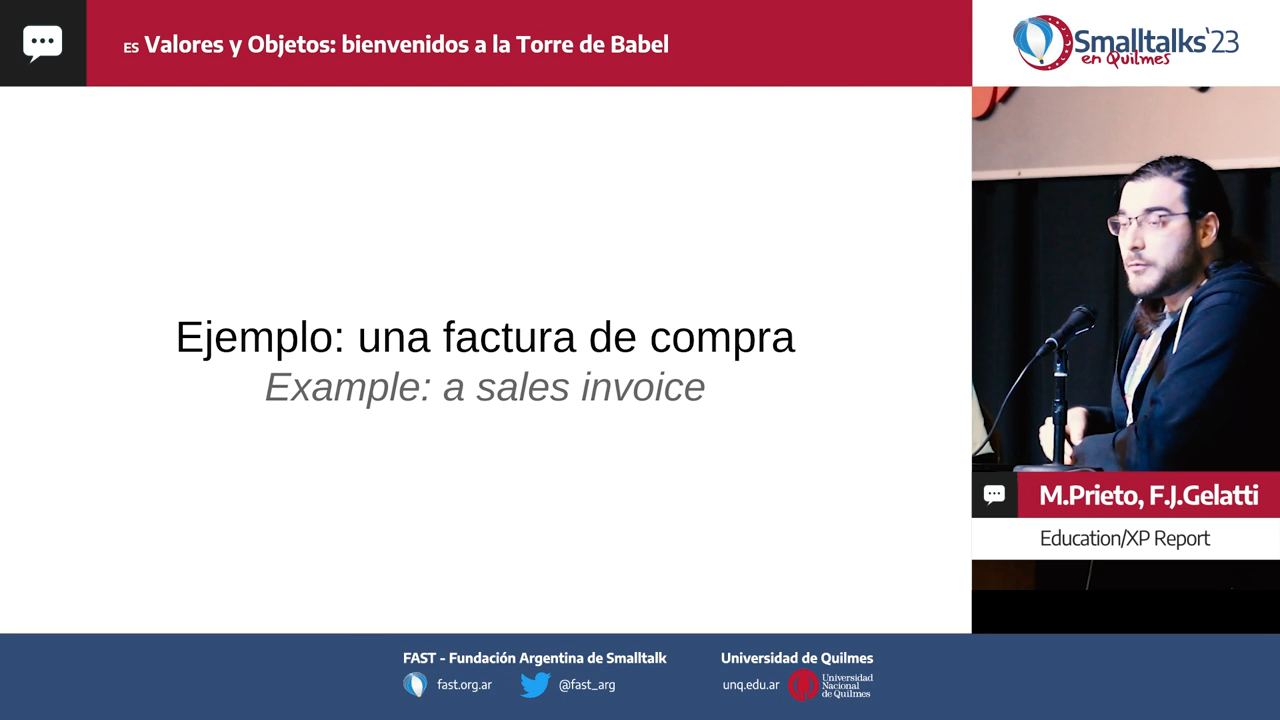 ES Valores y Objetos: bienvenidos a la Torre de Babel
Smalltalks'23
en Quilmes
Ejemplo: una factura de compra
Example: a sales invoice
M.Prieto, F.J.Gelatti
Education/XP Report
FAST - Fundación Argentina de Smalltalk
fast.org.ar
@fast_arg
Universidad de Quilmes
unq.edu.ar
Universidad
Nacional
de Quilmes